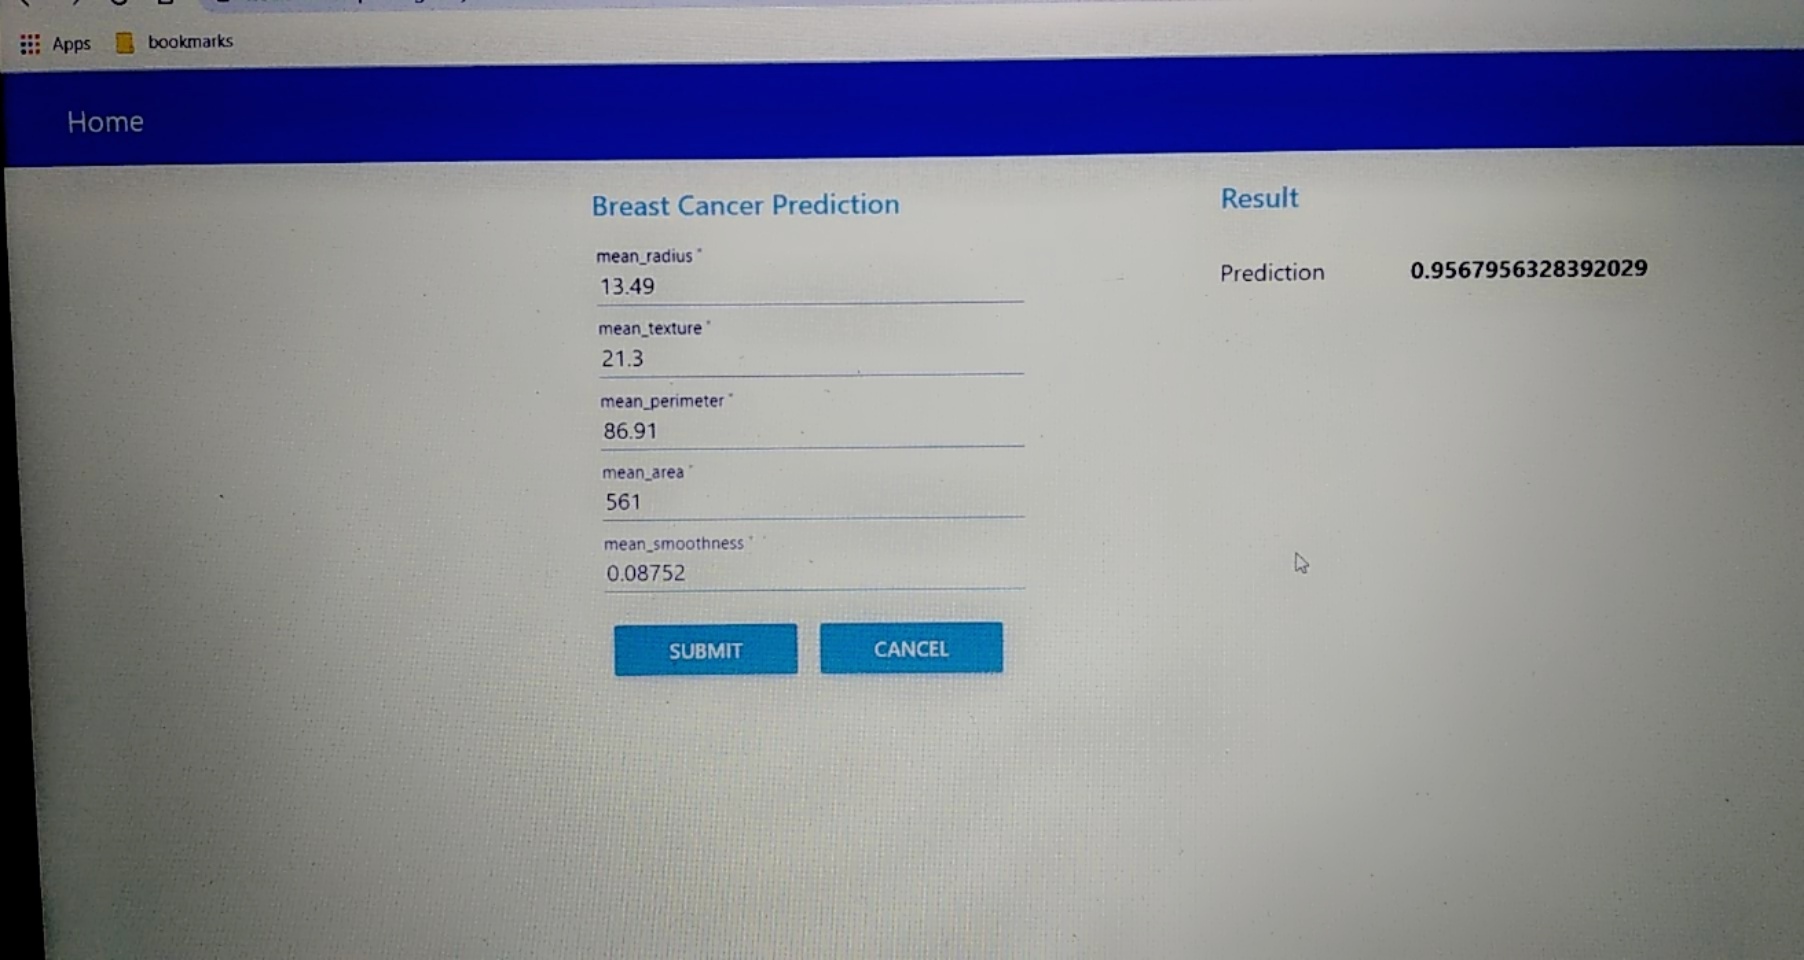 Apps bookmarks
Home
Breast Cancer Prediction
mean_radius *
13.49
mean_texture *
21.3
mean_perimeter *
86.91
mean_area *
561
mean_smoothness *
0.08752
SUBMIT CANCEL
Result
Prediction 0.9567956328392029